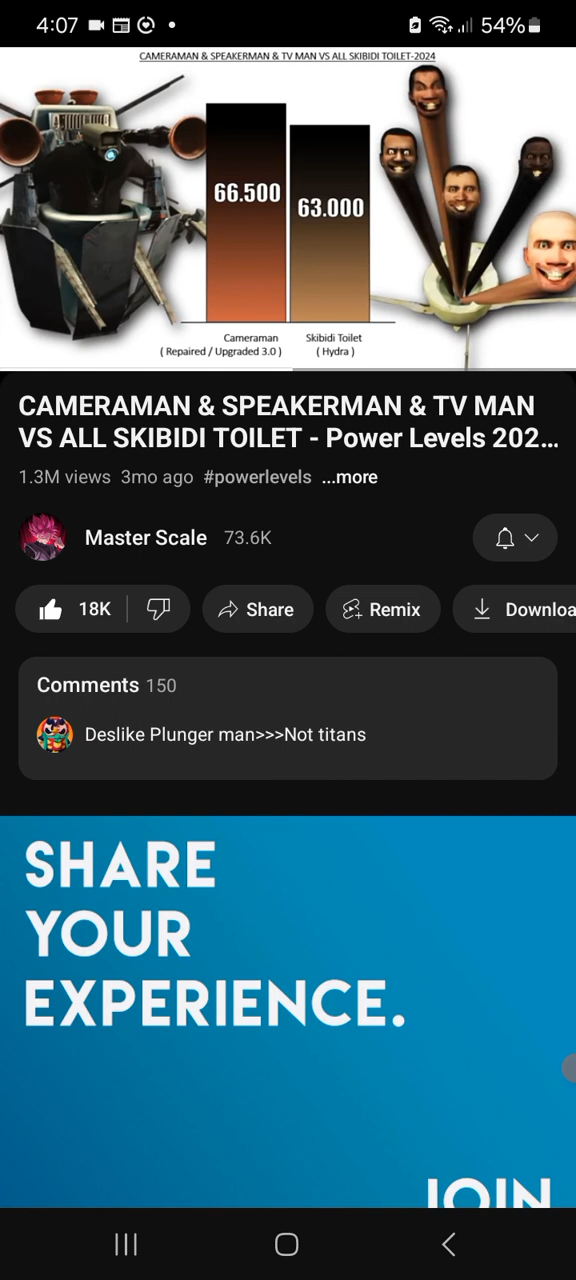 4:07
54%
CAMERAMAN & SPEAKERMAN & TV MAN VS ALL SKIBIDI TOILET-2024
66.500
63.000
Cameraman
( Repaired / Upgraded 3.0 )
Skibidi Toilet
( Hydra )
CAMERAMAN & SPEAKERMAN & TV MAN
VS ALL SKIBIDI TOILET - Power Levels 202...
1.3M views 3mo ago #powerlevels ...more
Master Scale 73.6K
18K Share Remix Downloa
Comments 150
Deslike Plunger man>>>Not titans
SHARE
YOUR
EXPERIENCE.
JOIN